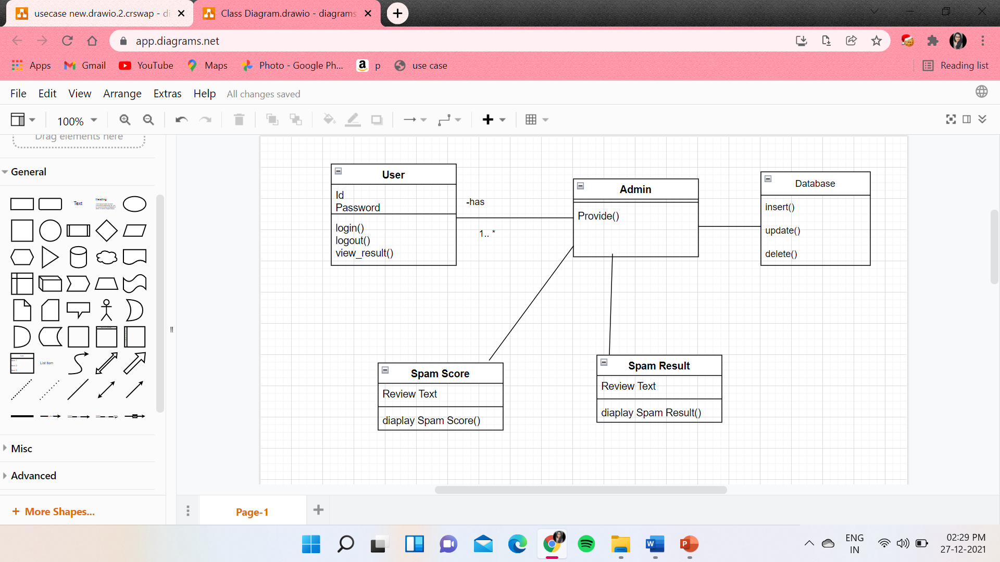 usecase new.drawio.2.crswap - di
Class Diagram.drawio - diagrams
app.diagrams.net
Apps
Gmail
YouTube
Maps
Photo - Google Ph...
p
use case
Reading list
File
Edit
View
Arrange
Extras
Help
All changes saved
100%
Drag elements here
General
Text
Heading
List Item
Misc
Advanced
+ More Shapes...
User
Id
Password
login()
logout()
view_result()
-has
1.. *
Admin
Provide()
Database
insert()
update()
delete()
Spam Score
Review Text
diaplay Spam Score()
Spam Result
Review Text
diaplay Spam Result()
Page-1
ENG
IN
02:29 PM
27-12-2021